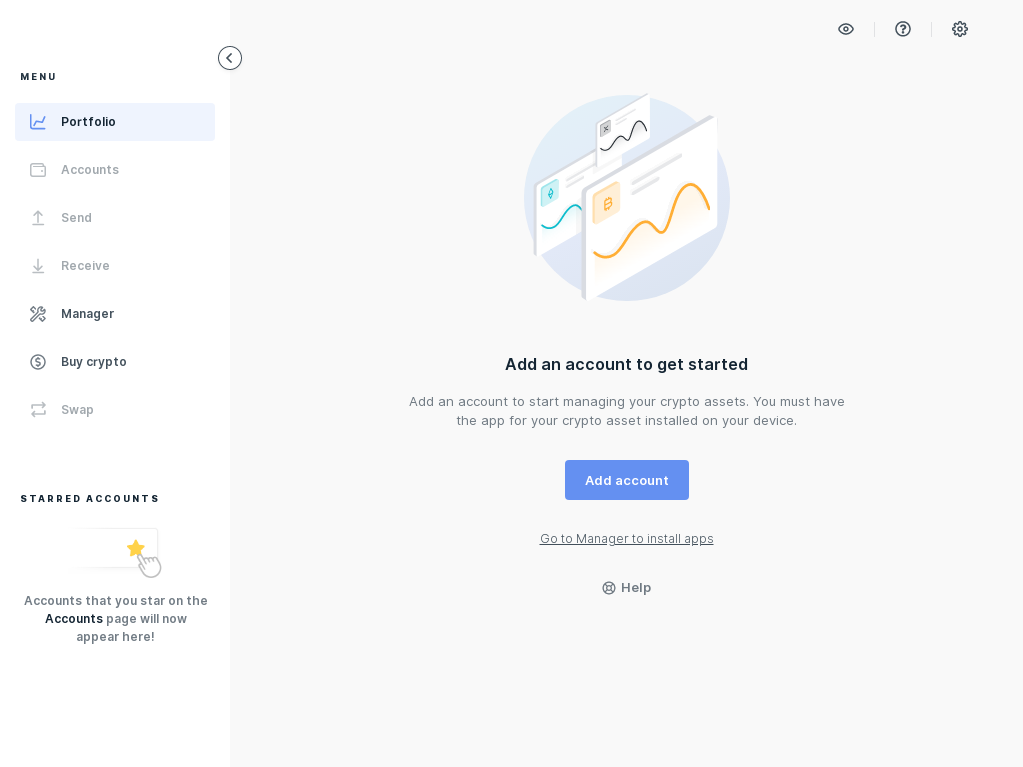 MENU
Portfolio
Accounts
Send
Receive
Manager
Buy crypto
Swap
STARRED ACCOUNTS
Accounts that you star on the
Accounts page will now
appear here!
Add an account to get started
Add an account to start managing your crypto assets. You must have
the app for your crypto asset installed on your device.
Add account
Go to Manager to install apps
Help